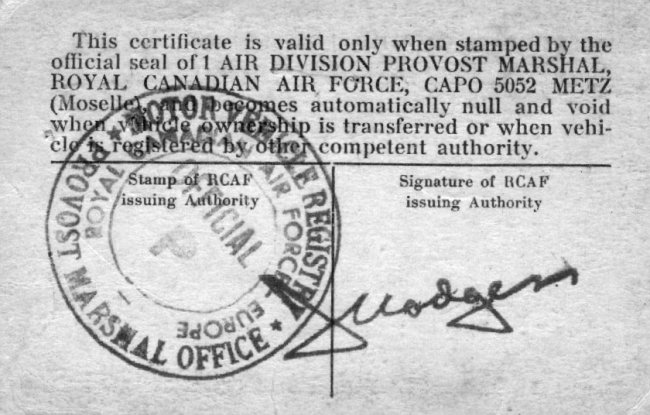 This certificate is valid only when stamped by the
official seal of 1 AIR DIVISION PROVOST MARSHAL,
ROYAL CANADIAN AIR FORCE, CAPO 5052 METZ
(Moselle), and becomes automatically null and void
when vehicle ownership is transferred or when vehi-
cle is registered by other competent authority.
Stamp of RCAF
issuing Authority
Signature of RCAF
issuing Authority
PROVOST MARSHAL OFFICE * MOTOR VEHICLE REGISTRY *
ROYAL CANADIAN AIR FORCE
EUROPE
OFFICIAL
P